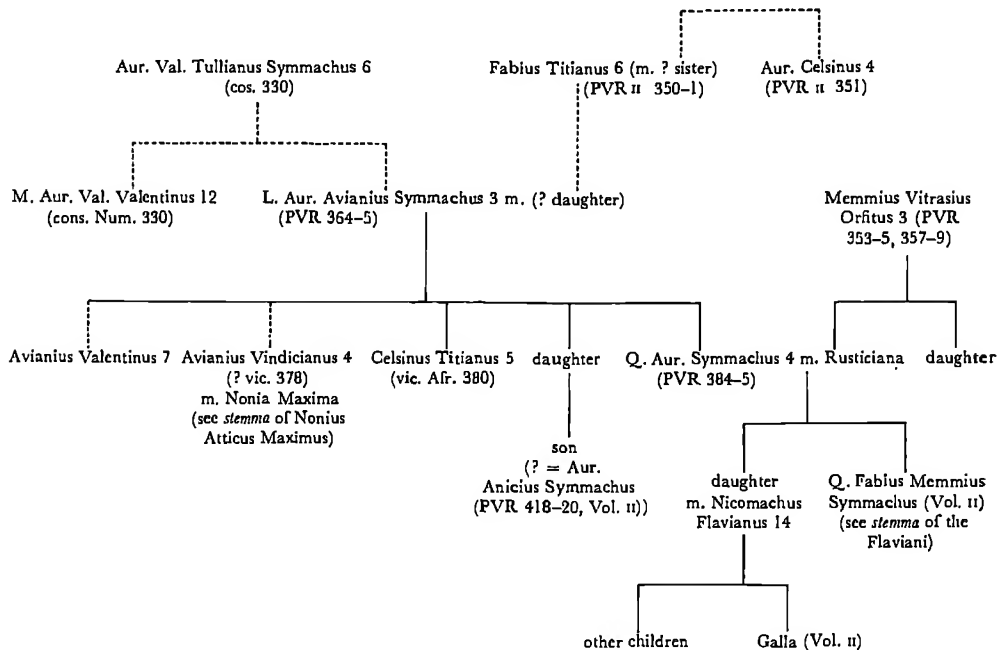 Aur. Val. Tullianus Symmachus 6
(cos. 330)
Fabius Titianus 6 (m. ? sister)
(PVR II 350–1)
Aur. Celsinus 4
(PVR II 351)
M. Aur. Val. Valentinus 12
(cons. Num. 330)
L. Aur. Avianius Symmachus 3 m. (? daughter)
(PVR 364–5)
Memmius Vitrasius
Orfitus 3 (PVR
353–5, 357–9)
Avianius Valentinus 7
Avianius Vindicianus 4
(? vic. 378)
m. Nonia Maxima
(see stemma of Nonius
Atticus Maximus)
Celsinus Titianus 5
(vic. Afr. 380)
daughter
Q. Aur. Symmachus 4 m. Rusticiana
(PVR 384–5)
daughter
son
(? = Aur.
Anicius Symmachus
(PVR 418–20, Vol. II))
daughter
m. Nicomachus
Flavianus 14
Q. Fabius Memmius
Symmachus (Vol. II)
(see stemma of the
Flaviani)
other children
Galla (Vol. II)